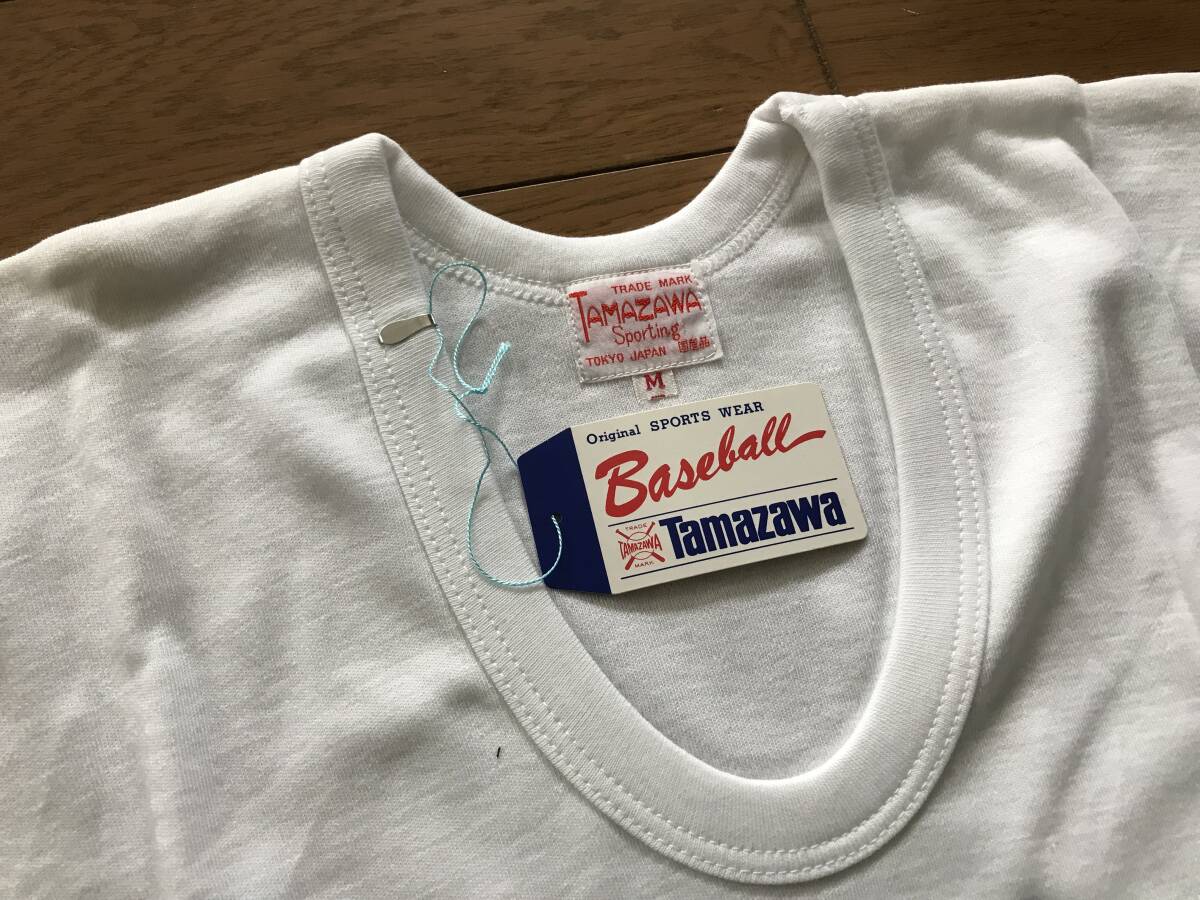 TRADE MARK
TAMAZAWA
Sporting
TOKYO JAPAN 国産品
M
Original SPORTS WEAR
Baseball
TRADE
TAMAZAWA
MARK
Tamazawa